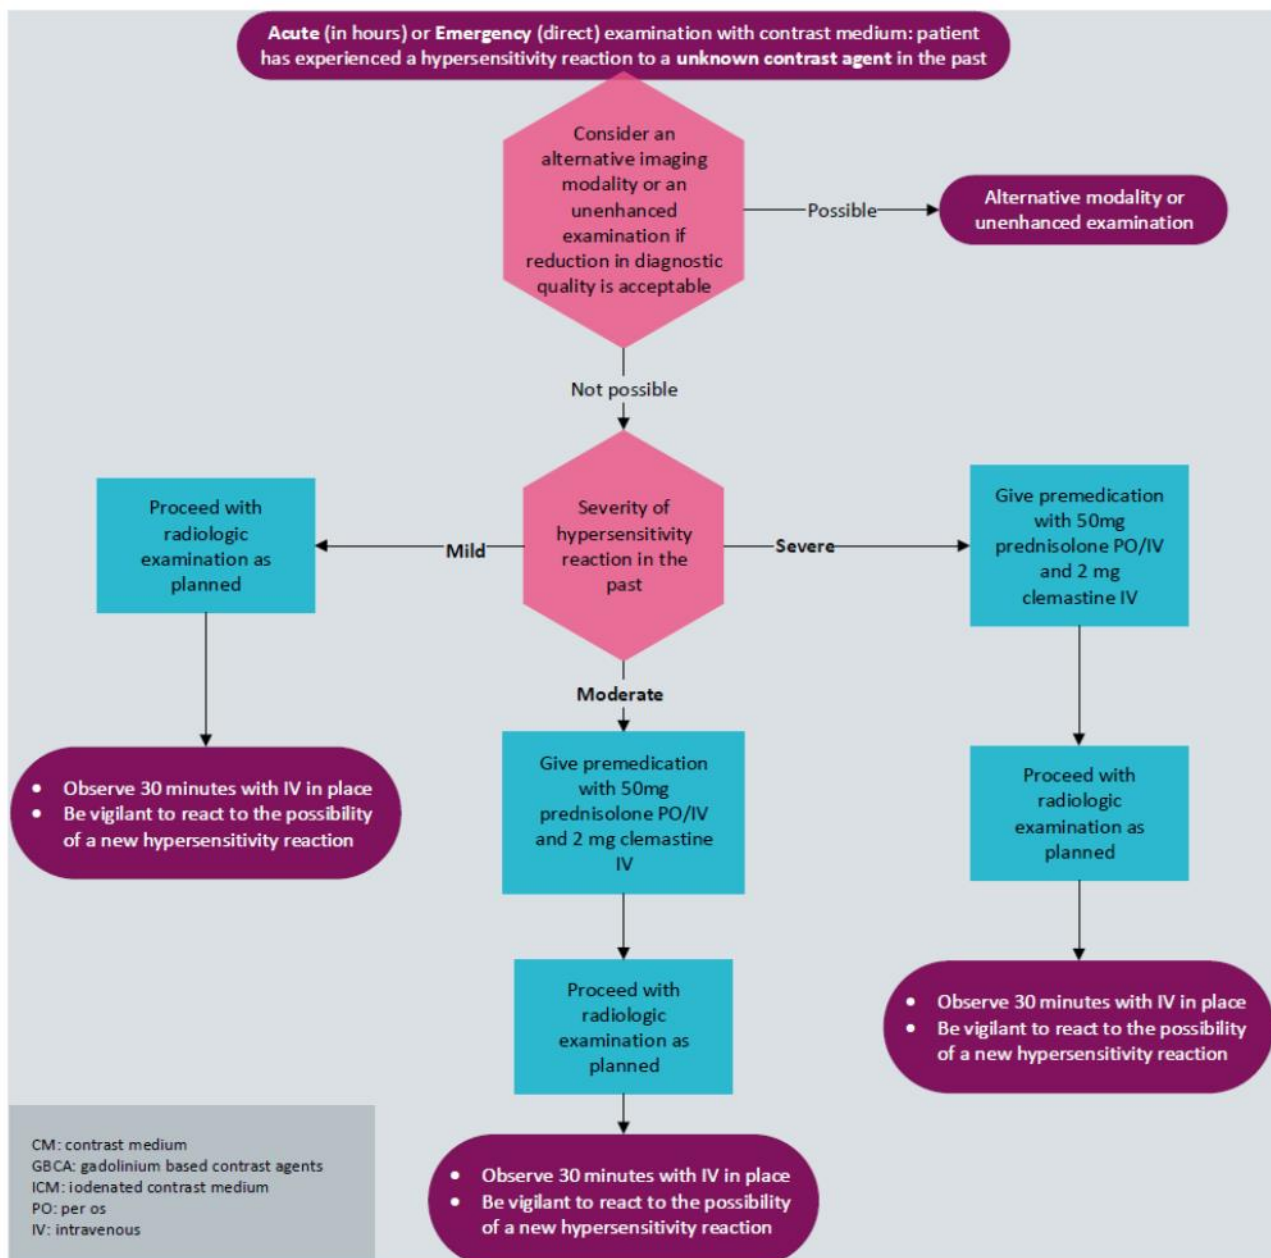 Acute (in hours) or Emergency (direct) examination with contrast medium: patient
has experienced a hypersensitivity reaction to a unknown contrast agent in the past
Consider an
alternative imaging
modality or an
unenhanced
examination if
reduction in diagnostic
quality is acceptable
Possible
Alternative modality or
unenhanced examination
Not possible
Severity of
hypersensitivity
reaction in the
past
Mild
Proceed with
radiologic
examination as
planned
• Observe 30 minutes with IV in place
• Be vigilant to react to the possibility
of a new hypersensitivity reaction
Moderate
Give premedication
with 50mg
prednisolone PO/IV
and 2 mg clemastine
IV
Proceed with
radiologic
examination as
planned
• Observe 30 minutes with IV in place
• Be vigilant to react to the possibility
of a new hypersensitivity reaction
Severe
Give premedication
with 50mg
prednisolone PO/IV
and 2 mg
clemastine IV
Proceed with
radiologic
examination as
planned
• Observe 30 minutes with IV in place
• Be vigilant to react to the possibility
of a new hypersensitivity reaction
CM: contrast medium
GBCA: gadolinium based contrast agents
ICM: iodenated contrast medium
PO: per os
IV: intravenous